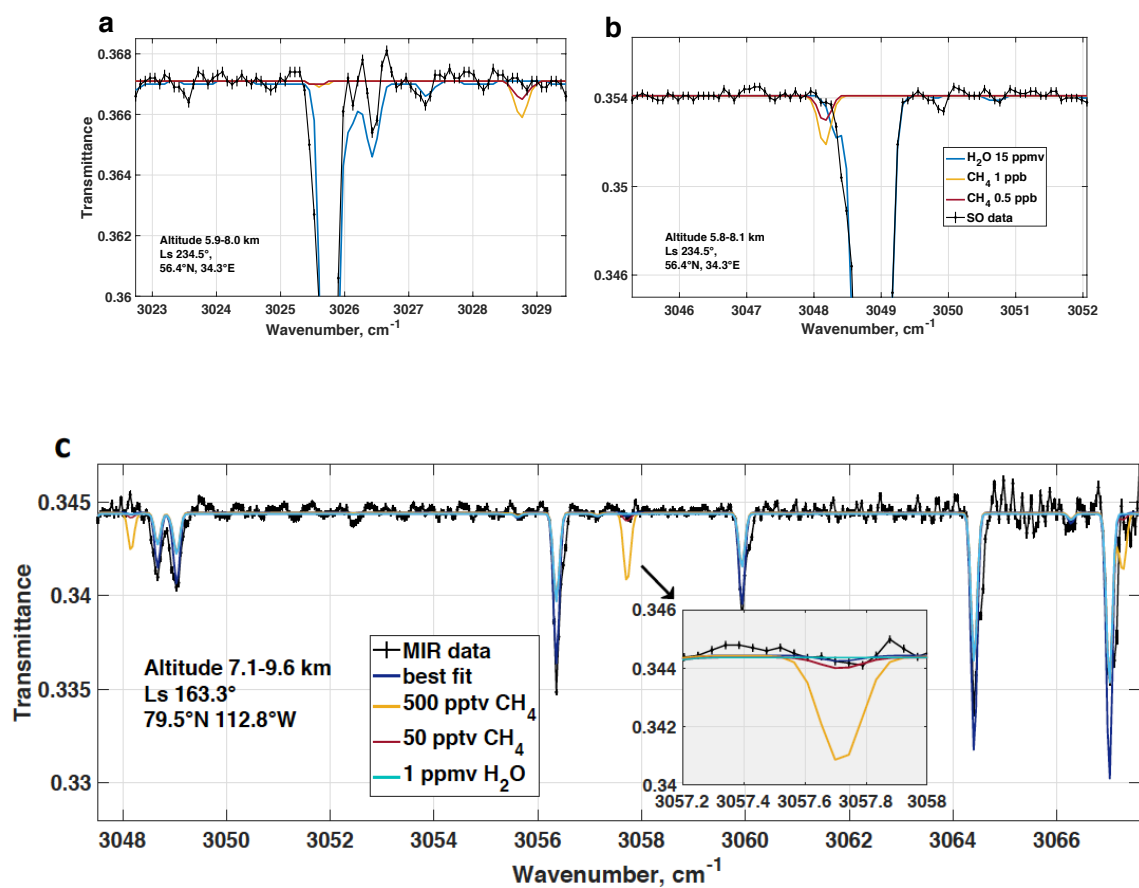 a
0.368
0.366
0.364
0.362
0.36
Transmittance
Altitude 5.9-8.0 km
Ls 234.5°,
56.4°N, 34.3°E
3023 3024 3025 3026 3027 3028 3029
Wavenumber, cm⁻¹
b
0.354
0.35
0.346
H₂O 15 ppmv
CH₄ 1 ppb
CH₄ 0.5 ppb
SO data
Altitude 5.8-8.1 km
Ls 234.5°,
56.4°N, 34.3°E
3046 3047 3048 3049 3050 3051 3052
Wavenumber, cm⁻¹
c
0.345
0.34
0.335
0.33
Transmittance
Altitude 7.1-9.6 km
Ls 163.3°
79.5°N 112.8°W
MIR data
best fit
500 pptv CH₄
50 pptv CH₄
1 ppmv H₂O
0.346
0.344
0.342
0.34
3057.2 3057.4 3057.6 3057.8 3058
3048 3050 3052 3054 3056 3058 3060 3062 3064 3066
Wavenumber, cm⁻¹